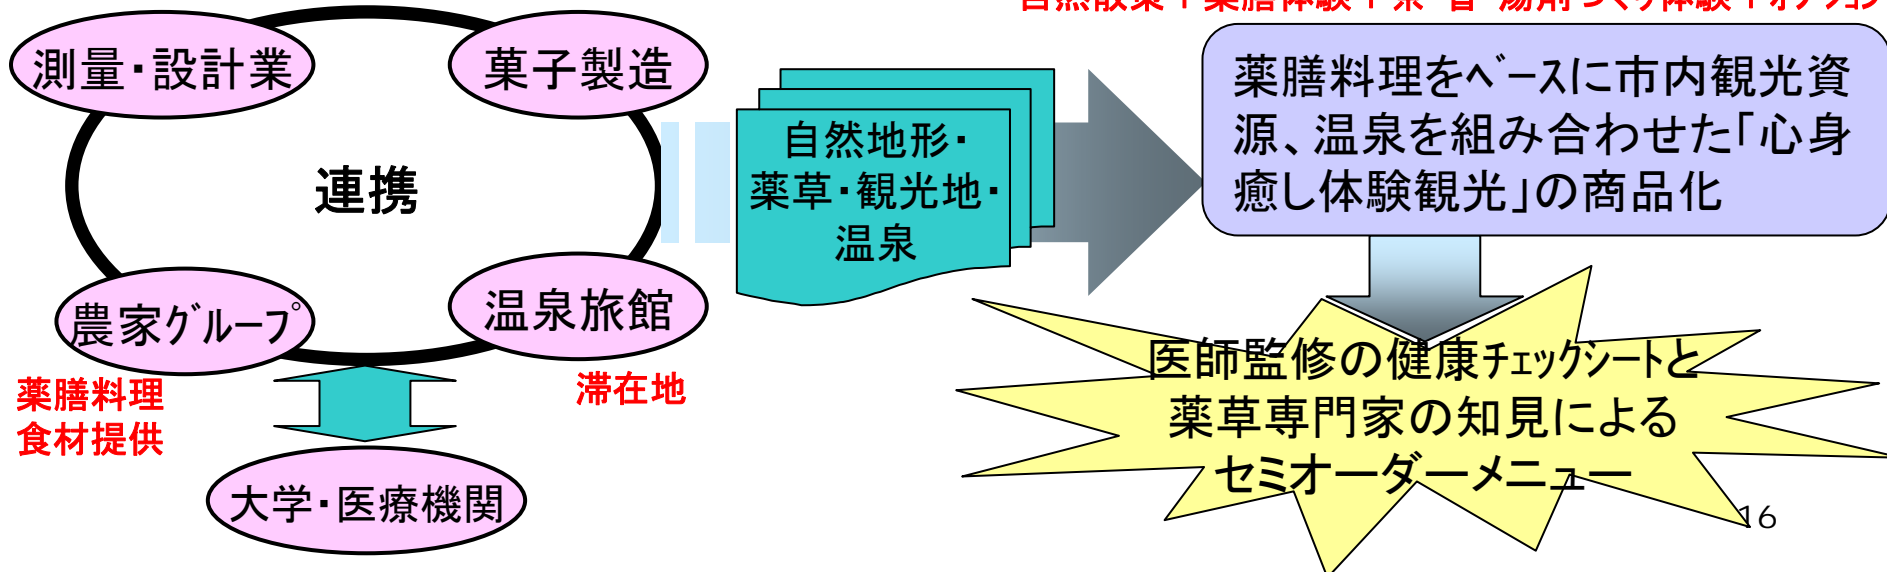 測量・設計業
菓子製造
連携
農家グループ
温泉旅館
薬膳料理
食材提供
滞在地
大学・医療機関
自然地形・
薬草・観光地・
温泉
薬膳料理をベースに市内観光資
源、温泉を組み合わせた「心身
癒し体験観光」の商品化
医師監修の健康チェックシートと
薬草専門家の知見による
セミオーダーメニュー
16